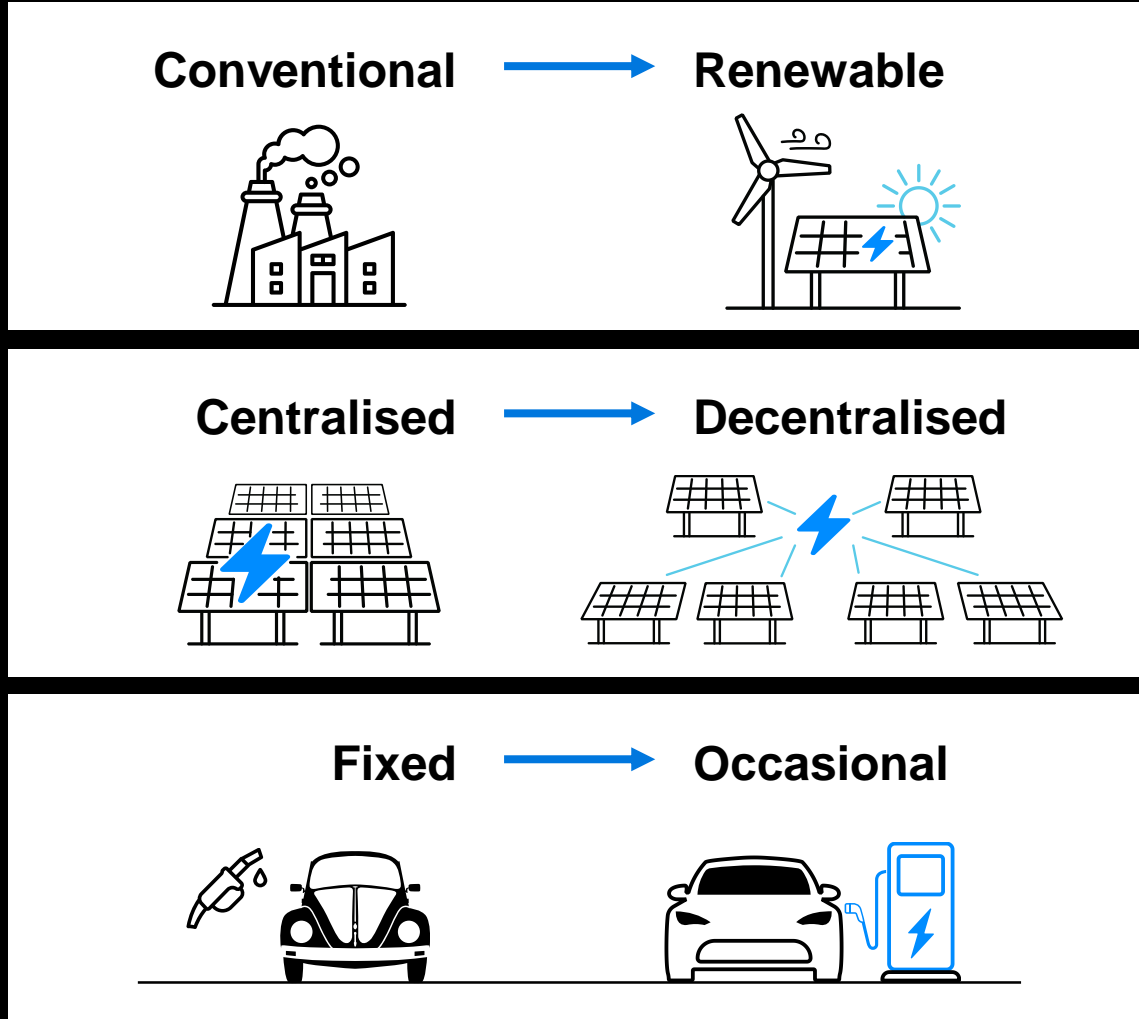 Conventional
Renewable
Centralised
Decentralised
Fixed
Occasional